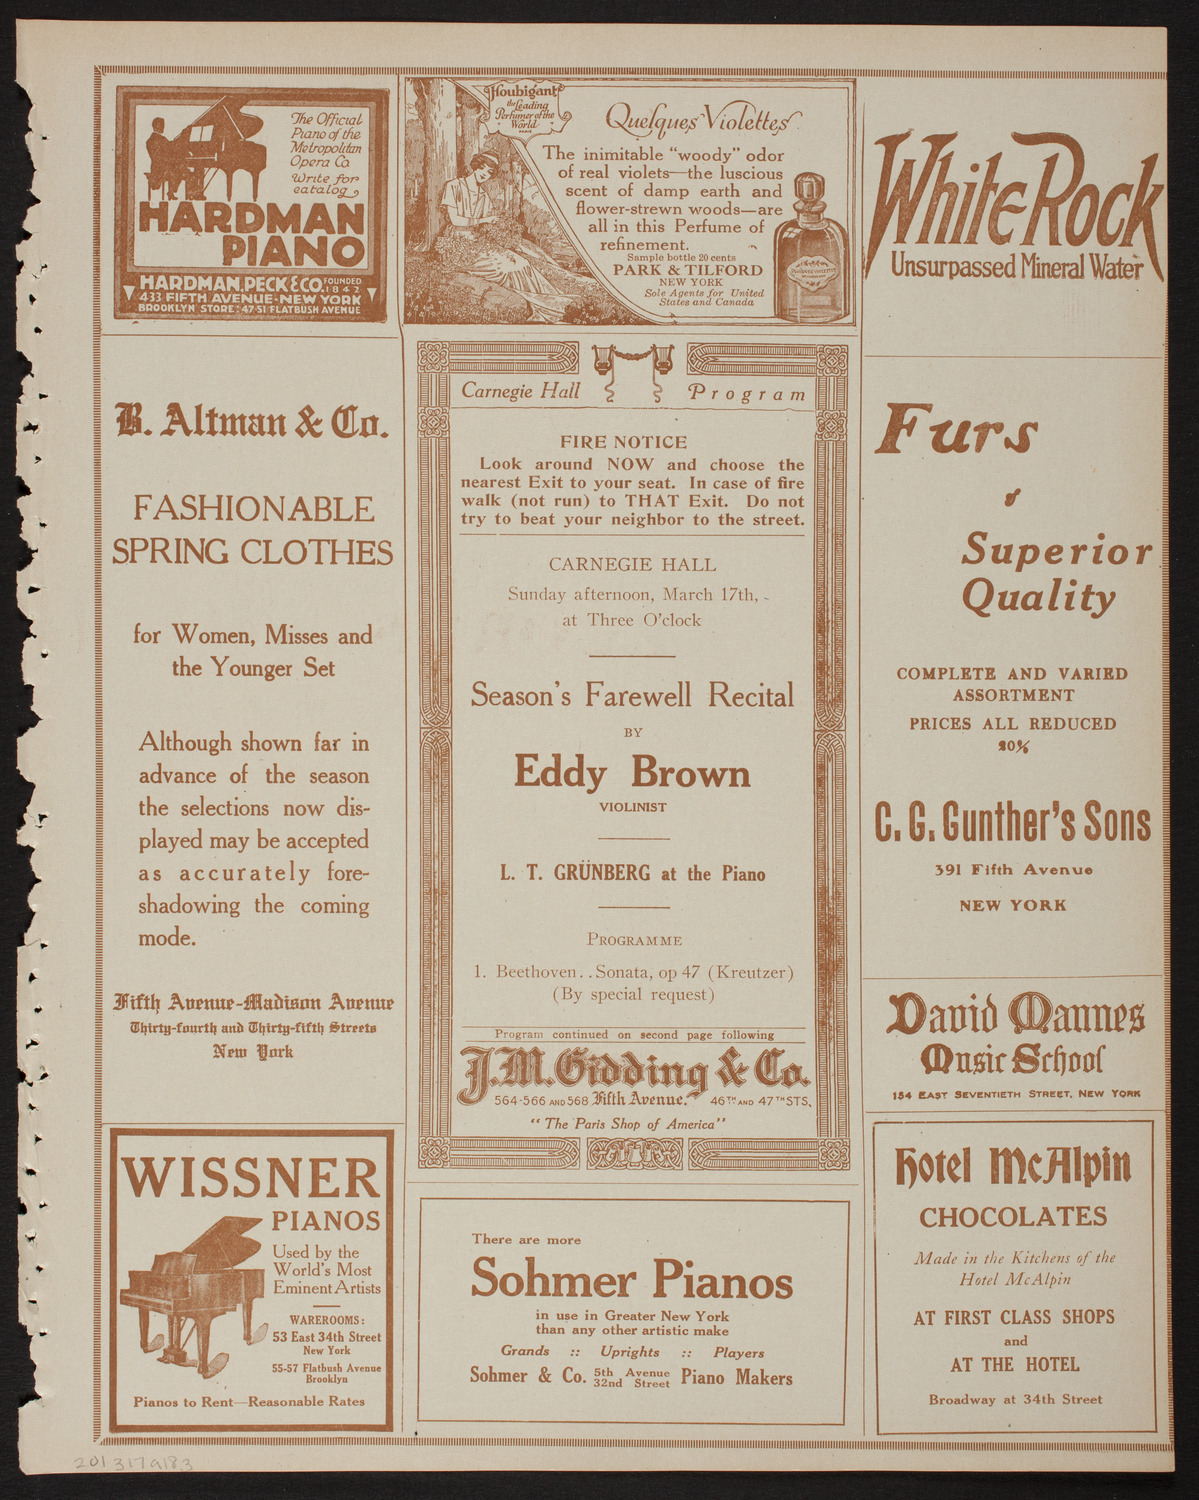 The Official
Piano of the
Metropolitan
Opera Co.
Write for
catalog
HARDMAN
PIANO
HARDMAN, PECK & CO. FOUNDED 1842
433 FIFTH AVENUE - NEW YORK
BROOKLYN STORE: 47-51 FLATBUSH AVENUE
Houbigant
the Leading
Perfumer of the
World
PARIS
Quelques Violettes
The inimitable “woody” odor
of real violets—the luscious
scent of damp earth and
flower-strewn woods—are
all in this Perfume of
refinement.
Sample bottle 20 cents
PARK & TILFORD
NEW YORK
Sole Agents for United
States and Canada
White Rock
Unsurpassed Mineral Water
B. Altman & Co.
FASHIONABLE
SPRING CLOTHES
for Women, Misses and
the Younger Set
Although shown far in
advance of the season
the selections now dis-
played may be accepted
as accurately fore-
shadowing the coming
mode.
Fifth Avenue-Madison Avenue
Thirty-fourth and Thirty-fifth Streets
New York
WISSNER
PIANOS
Used by the
World's Most
Eminent Artists
WAREROOMS:
53 East 34th Street
New York
55-57 Flatbush Avenue
Brooklyn
Pianos to Rent—Reasonable Rates
Carnegie Hall Program
FIRE NOTICE
Look around NOW and choose the
nearest Exit to your seat. In case of fire
walk (not run) to THAT Exit. Do not
try to beat your neighbor to the street.
CARNEGIE HALL
Sunday afternoon, March 17th,
at Three O'clock
Season's Farewell Recital
BY
Eddy Brown
VIOLINIST
L. T. GRÜNBERG at the Piano
PROGRAMME
1. Beethoven. . Sonata, op 47 (Kreutzer)
(By special request)
Program continued on second page following
J. M. Gidding & Co.
564-566 AND 568 Fifth Avenue. 46TH AND 47TH STS.
“The Paris Shop of America”
There are more
Sohmer Pianos
in use in Greater New York
than any other artistic make
Grands :: Uprights :: Players
Sohmer & Co. 5th Avenue 32nd Street Piano Makers
Furs
of
Superior
Quality
COMPLETE AND VARIED
ASSORTMENT
PRICES ALL REDUCED
20%
C. G. Gunther's Sons
391 Fifth Avenue
NEW YORK
David Mannes
Music School
154 EAST SEVENTIETH STREET, NEW YORK
Hotel McAlpin
CHOCOLATES
Made in the Kitchens of the
Hotel McAlpin
AT FIRST CLASS SHOPS
and
AT THE HOTEL
Broadway at 34th Street
2013179183